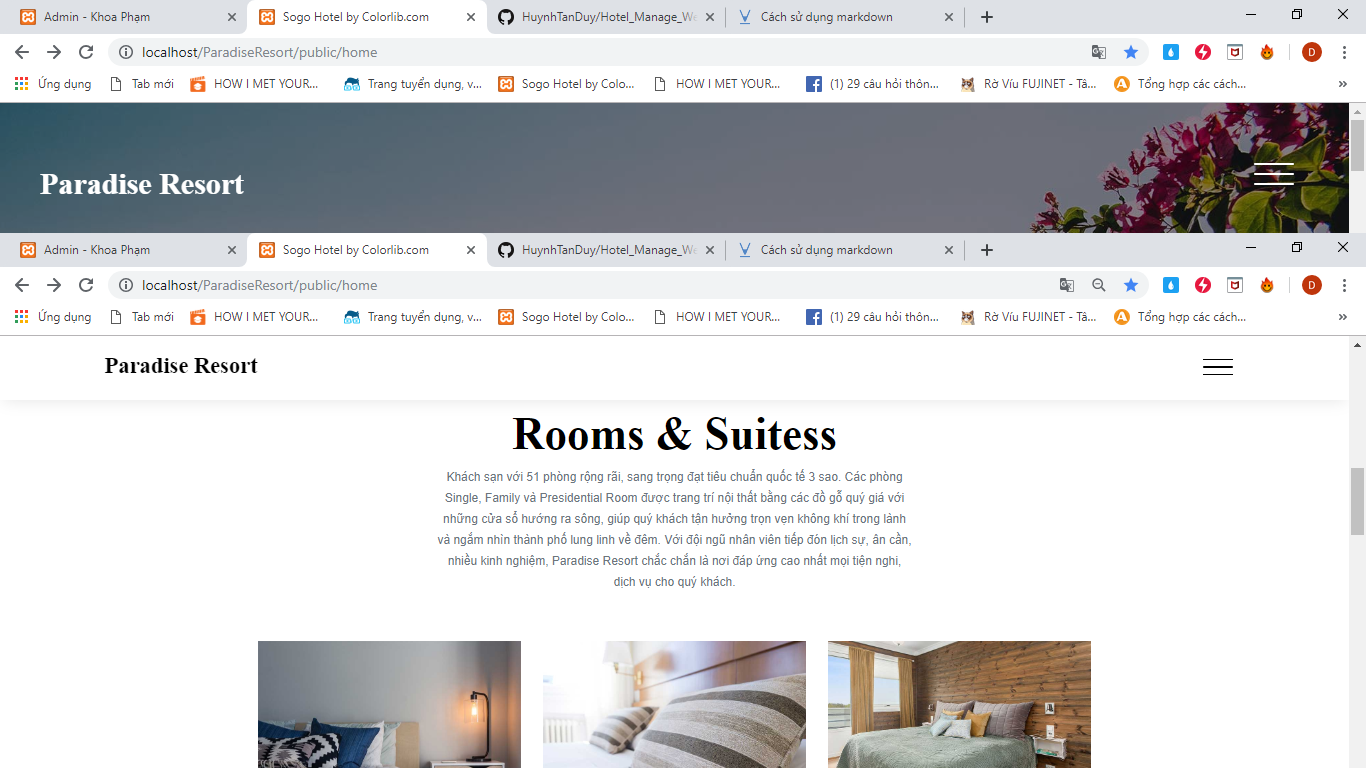 Admin - Khoa Phạm
Sogo Hotel by Colorlib.com
HuynhTanDuy/Hotel_Manage_We
Cách sử dụng markdown
localhost/ParadiseResort/public/home
D
Ứng dụng
Tab mới
HOW I MET YOUR...
Trang tuyển dụng, v...
Sogo Hotel by Colo...
HOW I MET YOUR...
(1) 29 câu hỏi thôn...
Rờ Víu FUJINET - Tâ...
Tổng hợp các cách...
»
Paradise Resort
Admin - Khoa Phạm
Sogo Hotel by Colorlib.com
HuynhTanDuy/Hotel_Manage_We
Cách sử dụng markdown
localhost/ParadiseResort/public/home
D
Ứng dụng
Tab mới
HOW I MET YOUR...
Trang tuyển dụng, v...
Sogo Hotel by Colo...
HOW I MET YOUR...
(1) 29 câu hỏi thôn...
Rờ Víu FUJINET - Tâ...
Tổng hợp các cách...
»
Paradise Resort
Rooms & Suitess
Khách sạn với 51 phòng rộng rãi, sang trọng đạt tiêu chuẩn quốc tế 3 sao. Các phòng
Single, Family và Presidential Room được trang trí nội thất bằng các đồ gỗ quý giá với
những cửa sổ hướng ra sông, giúp quý khách tận hưởng trọn vẹn không khí trong lành
và ngắm nhìn thành phố lung linh về đêm. Với đội ngũ nhân viên tiếp đón lịch sự, ân cần,
nhiều kinh nghiệm, Paradise Resort chắc chắn là nơi đáp ứng cao nhất mọi tiện nghi,
dịch vụ cho quý khách.